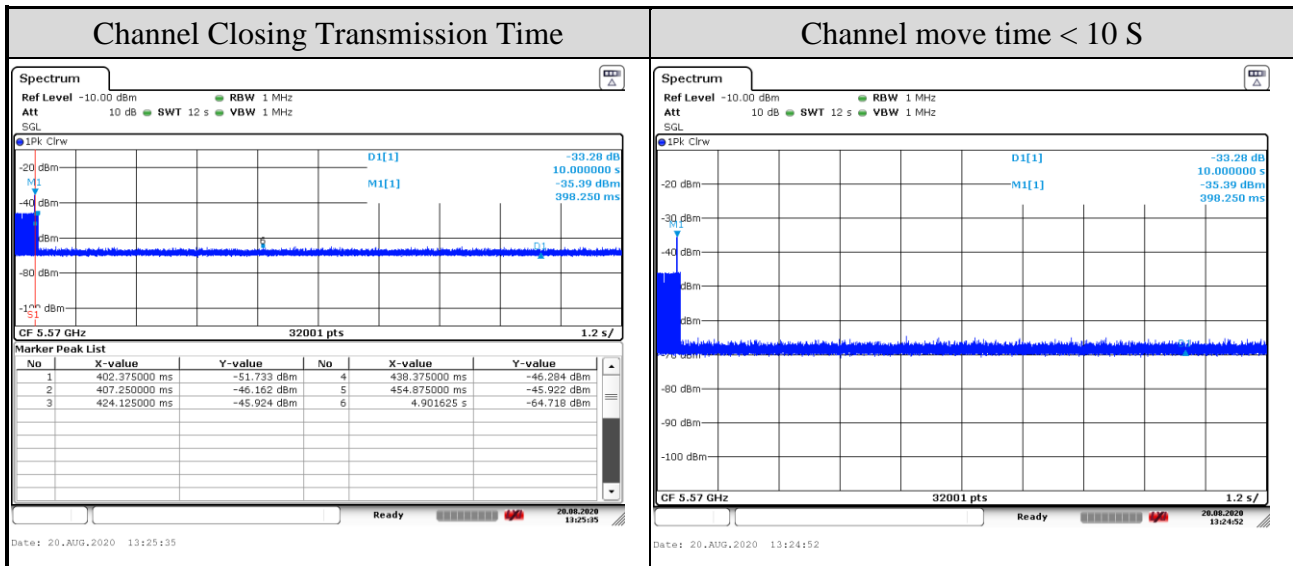 Channel Closing Transmission Time
Spectrum
Ref Level -10.00 dBm RBW 1 MHz
Att 10 dB SWT 12 s VBW 1 MHz
SGL
1Pk Clrw
D1[1] -33.28 dB
10.000000 s
M1[1] -35.39 dBm
398.250 ms
-20 dBm
M1
-40 dBm
dBm
6
D1
-80 dBm
dBm
S1
CF 5.57 GHz 32001 pts 1.2 s/
Marker Peak List
No X-value Y-value No X-value Y-value
1 402.375000 ms -51.733 dBm 4 438.375000 ms -46.284 dBm
2 407.250000 ms -46.162 dBm 5 454.875000 ms -45.922 dBm
3 424.125000 ms -45.924 dBm 6 4.901625 s -64.718 dBm
Ready 20.08.2020
13:25:35
Date: 20.AUG.2020 13:25:35
Channel move time < 10 S
Spectrum
Ref Level -10.00 dBm RBW 1 MHz
Att 10 dB SWT 12 s VBW 1 MHz
SGL
1Pk Clrw
D1[1] -33.28 dB
10.000000 s
-20 dBm M1[1] -35.39 dBm
398.250 ms
-30 dBm
M1
-40 dBm
dBm
dBm
-80 dBm
-90 dBm
-100 dBm
CF 5.57 GHz 32001 pts 1.2 s/
Ready 20.08.2020
13:24:52
Date: 20.AUG.2020 13:24:52